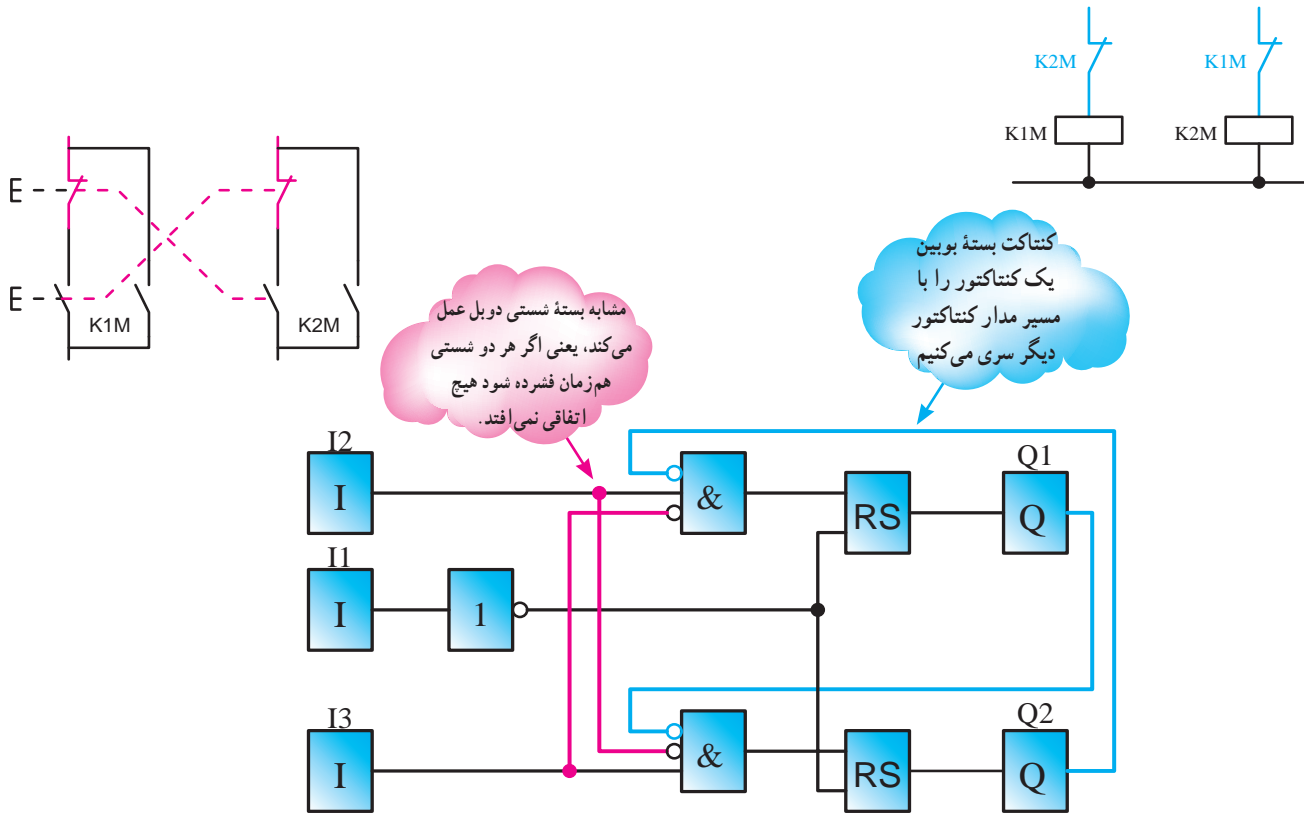 K2M
K1M
K1M
K2M
E
E
K1M
K2M
کنتاکت بستهٔ بوبین
یک کنتاکتور را با
مسیر مدار کنتاکتور
دیگر سری می‌کنیم
مشابه بستهٔ شستی دوبل عمل
می‌کند، یعنی اگر هر دو شستی
هم‌زمان فشرده شود هیچ
اتفاقی نمی‌افتد.
I2
I
&
RS
Q1
Q
I1
I
1
I3
I
&
RS
Q2
Q